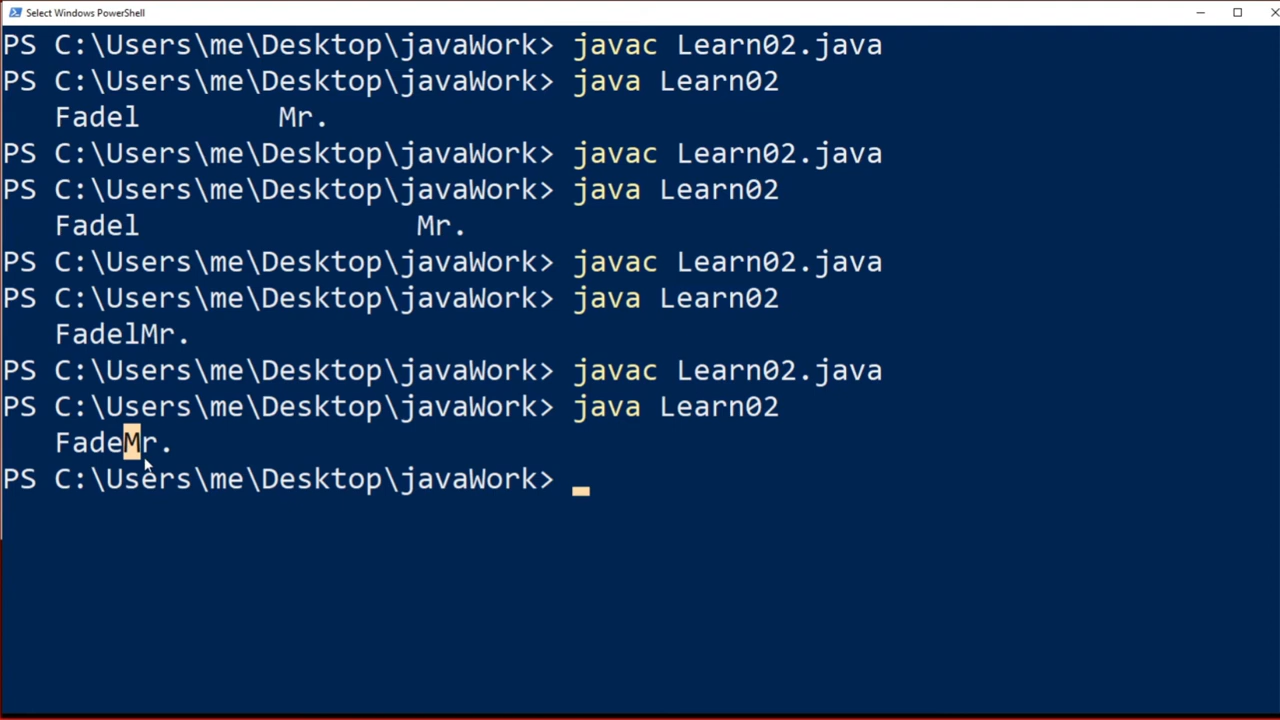 Select Windows PowerShell
PS C:\Users\me\Desktop\javaWork> javac Learn02.java
PS C:\Users\me\Desktop\javaWork> java Learn02
   Fadel        Mr.
PS C:\Users\me\Desktop\javaWork> javac Learn02.java
PS C:\Users\me\Desktop\javaWork> java Learn02
   Fadel                Mr.
PS C:\Users\me\Desktop\javaWork> javac Learn02.java
PS C:\Users\me\Desktop\javaWork> java Learn02
   FadelMr.
PS C:\Users\me\Desktop\javaWork> javac Learn02.java
PS C:\Users\me\Desktop\javaWork> java Learn02
   FadeMr.
PS C:\Users\me\Desktop\javaWork>